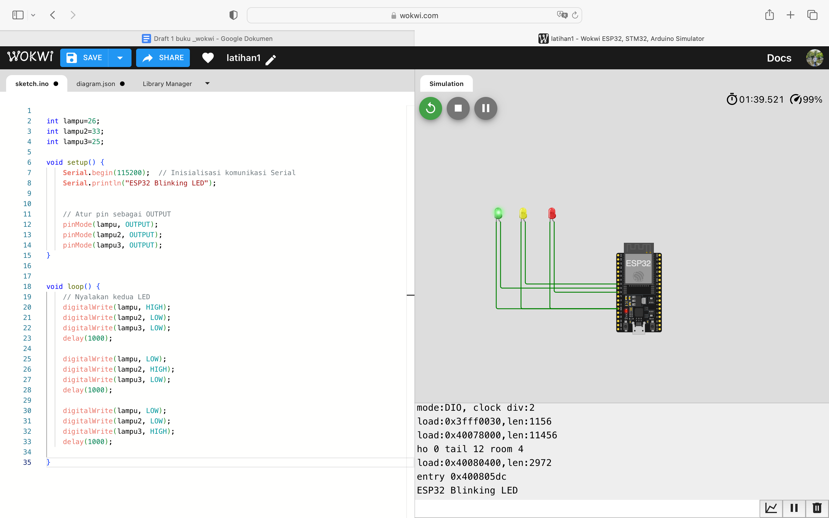 wokwi.com
Draft 1 buku _wokwi - Google Dokumen
latihan1 - Wokwi ESP32, STM32, Arduino Simulator
WOKWI
SAVE
SHARE
latihan1
Docs
sketch.ino
diagram.json
Library Manager
Simulation
01:39.521
99%
1
2 int lampu=26;
3 int lampu2=33;
4 int lampu3=25;
5
6 void setup() {
7 Serial.begin(115200);  // Inisialisasi komunikasi Serial
8 Serial.println("ESP32 Blinking LED");
9
10
11 // Atur pin sebagai OUTPUT
12 pinMode(lampu, OUTPUT);
13 pinMode(lampu2, OUTPUT);
14 pinMode(lampu3, OUTPUT);
15 }
16
17
18 void loop() {
19 // Nyalakan kedua LED
20 digitalWrite(lampu, HIGH);
21 digitalWrite(lampu2, LOW);
22 digitalWrite(lampu3, LOW);
23 delay(1000);
24
25 digitalWrite(lampu, LOW);
26 digitalWrite(lampu2, HIGH);
27 digitalWrite(lampu3, LOW);
28 delay(1000);
29
30 digitalWrite(lampu, LOW);
31 digitalWrite(lampu2, LOW);
32 digitalWrite(lampu3, HIGH);
33 delay(1000);
34
35 }
ESP32
mode:DIO, clock div:2
load:0x3fff0030,len:1156
load:0x40078000,len:11456
ho 0 tail 12 room 4
load:0x40080400,len:2972
entry 0x400805dc
ESP32 Blinking LED